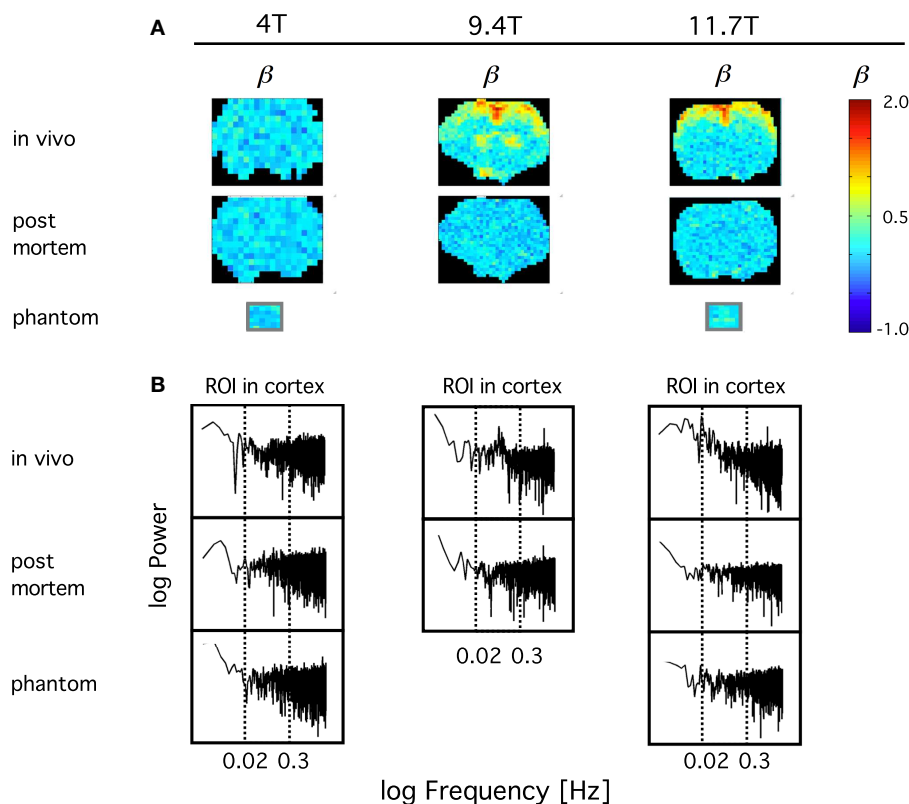 A
4T 9.4T 11.7T
β β β β
in vivo
2.0
post
mortem
0.5
phantom
-1.0
B
ROI in cortex ROI in cortex ROI in cortex
in vivo
log Power
post
mortem
0.02 0.3
phantom
0.02 0.3 0.02 0.3
log Frequency [Hz]